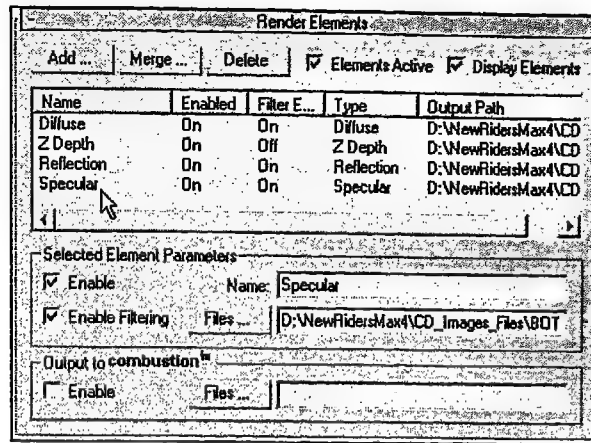 Render Elements
Add ... Merge ... Delete Elements Active Display Elements
Name Enabled Filter E... Type Output Path
Diffuse On On Diffuse D:\NewRidersMax4\CD
Z Depth On Off Z Depth D:\NewRidersMax4\CD
Reflection On On Reflection D:\NewRidersMax4\CD
Specular On On Specular D:\NewRidersMax4\CD
Selected Element Parameters
Enable Name: Specular
Enable Filtering Files ... D:\NewRidersMax4\CD_Images_Files\BOT
Output to combustion™
Enable Files ...